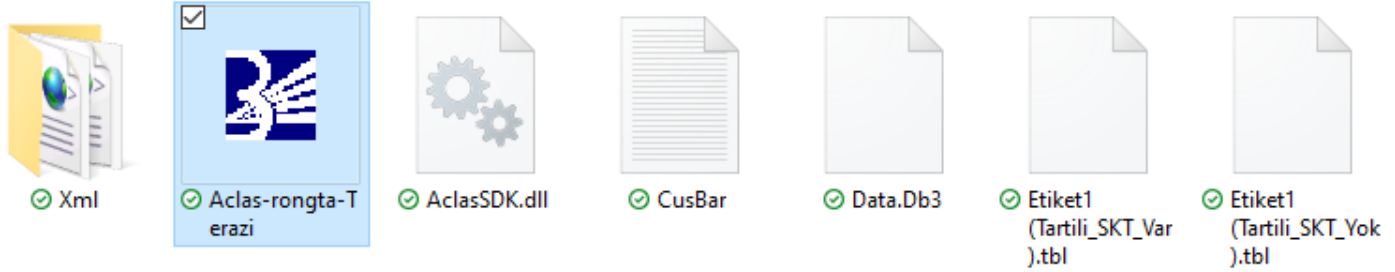 Xml
Aclas-rongta-T
erazi
AclasSDK.dll
CusBar
Data.Db3
Etiket1
(Tartili_SKT_Var
).tbl
Etiket1
(Tartili_SKT_Yok
).tbl